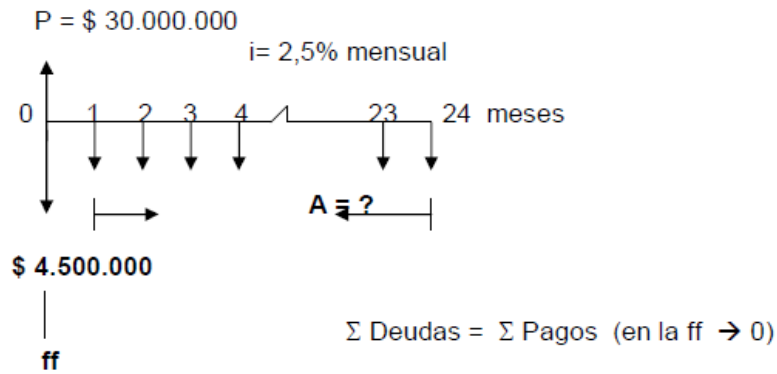 P = $ 30.000.000
i= 2,5% mensual
0 1 2 3 4 23 24 meses
A = ?
$ 4.500.000
Σ Deudas = Σ Pagos (en la ff → 0)
ff